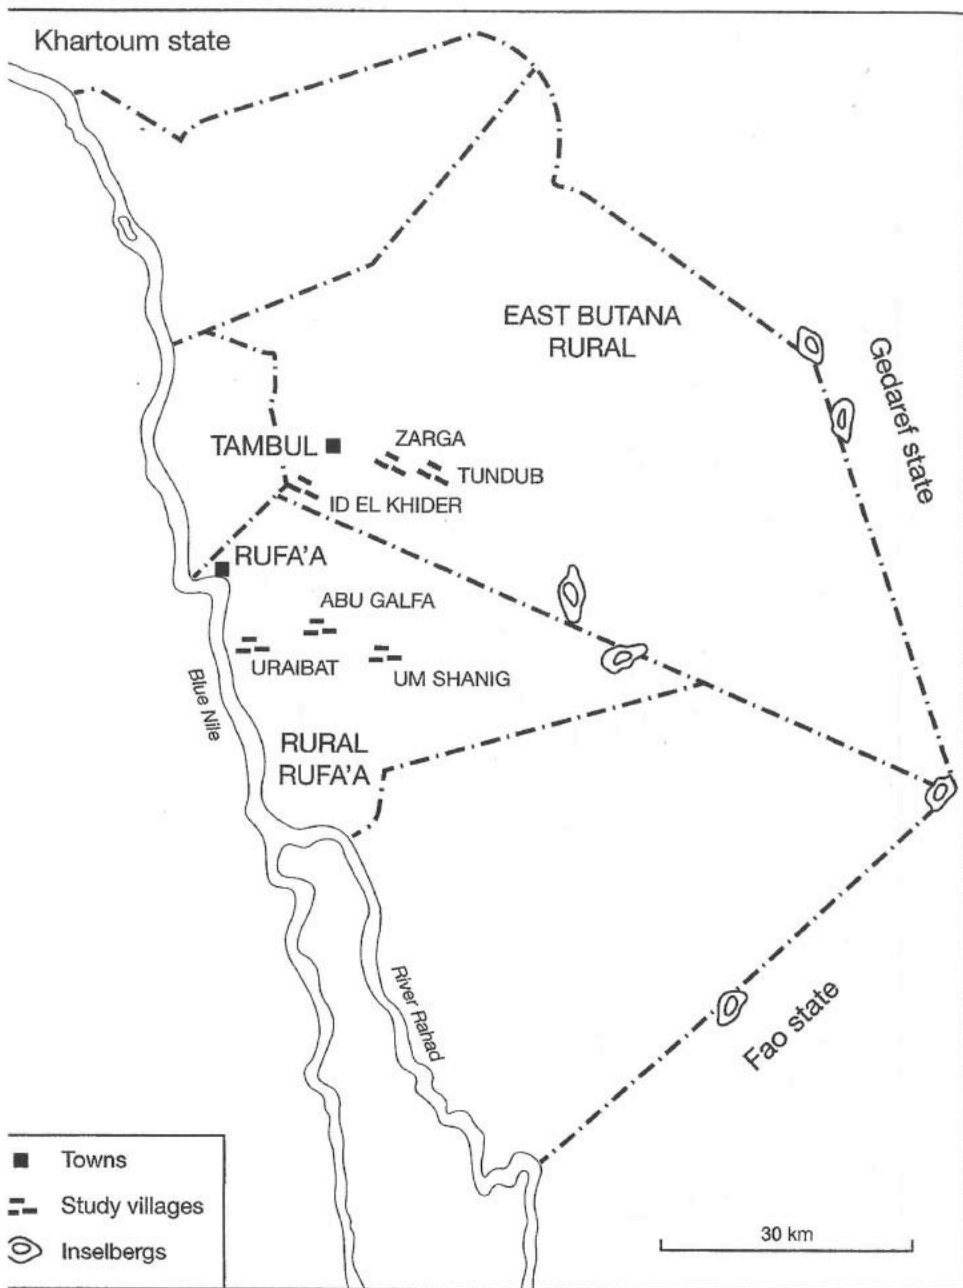 Khartoum state
EAST BUTANA
RURAL
Gedaref state
ZARGA
TAMBUL
TUNDUB
ID EL KHIDER
RUFA'A
ABU GALFA
URAIBAT
UM SHANIG
Blue Nile
RURAL
RUFA'A
River Rahad
Fao state
Towns
Study villages
Inselbergs
30 km